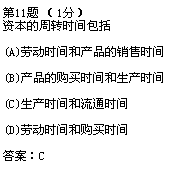 第11题 (1分)
资本的周转时间包括
(A)劳动时间和产品的销售时间
(B)产品的购买时间和生产时间
(C)生产时间和流通时间
(D)劳动时间和购买时间
答案：C